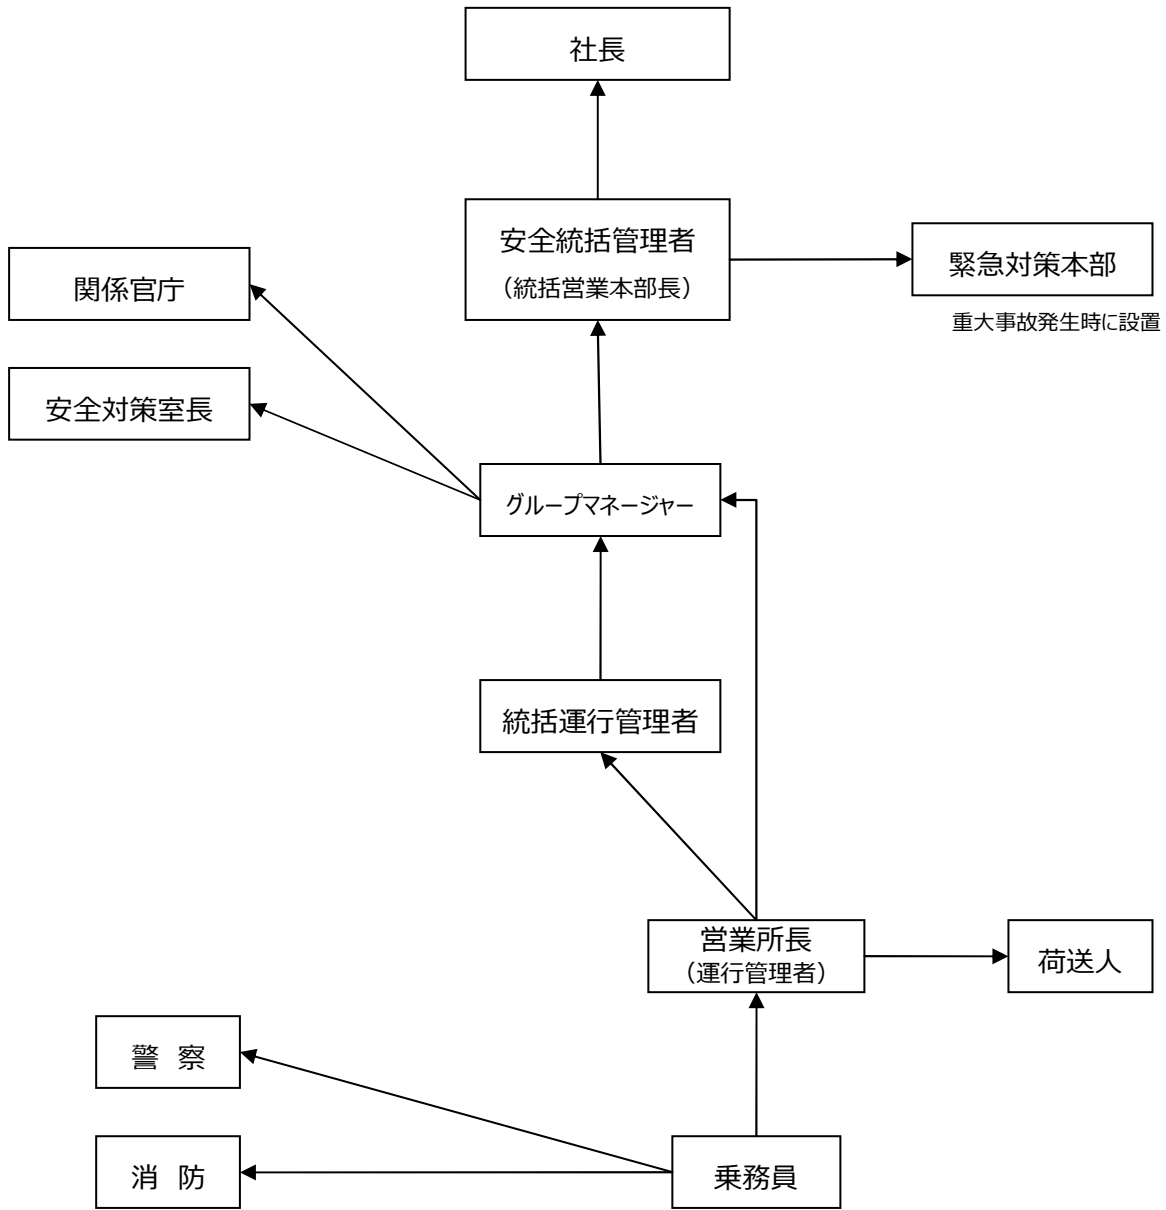 社長
安全統括管理者
（統括営業本部長）
緊急対策本部
重大事故発生時に設置
関係官庁
安全対策室長
グループマネージャー
統括運行管理者
営業所長
（運行管理者）
荷送人
警 察
消 防
乗務員